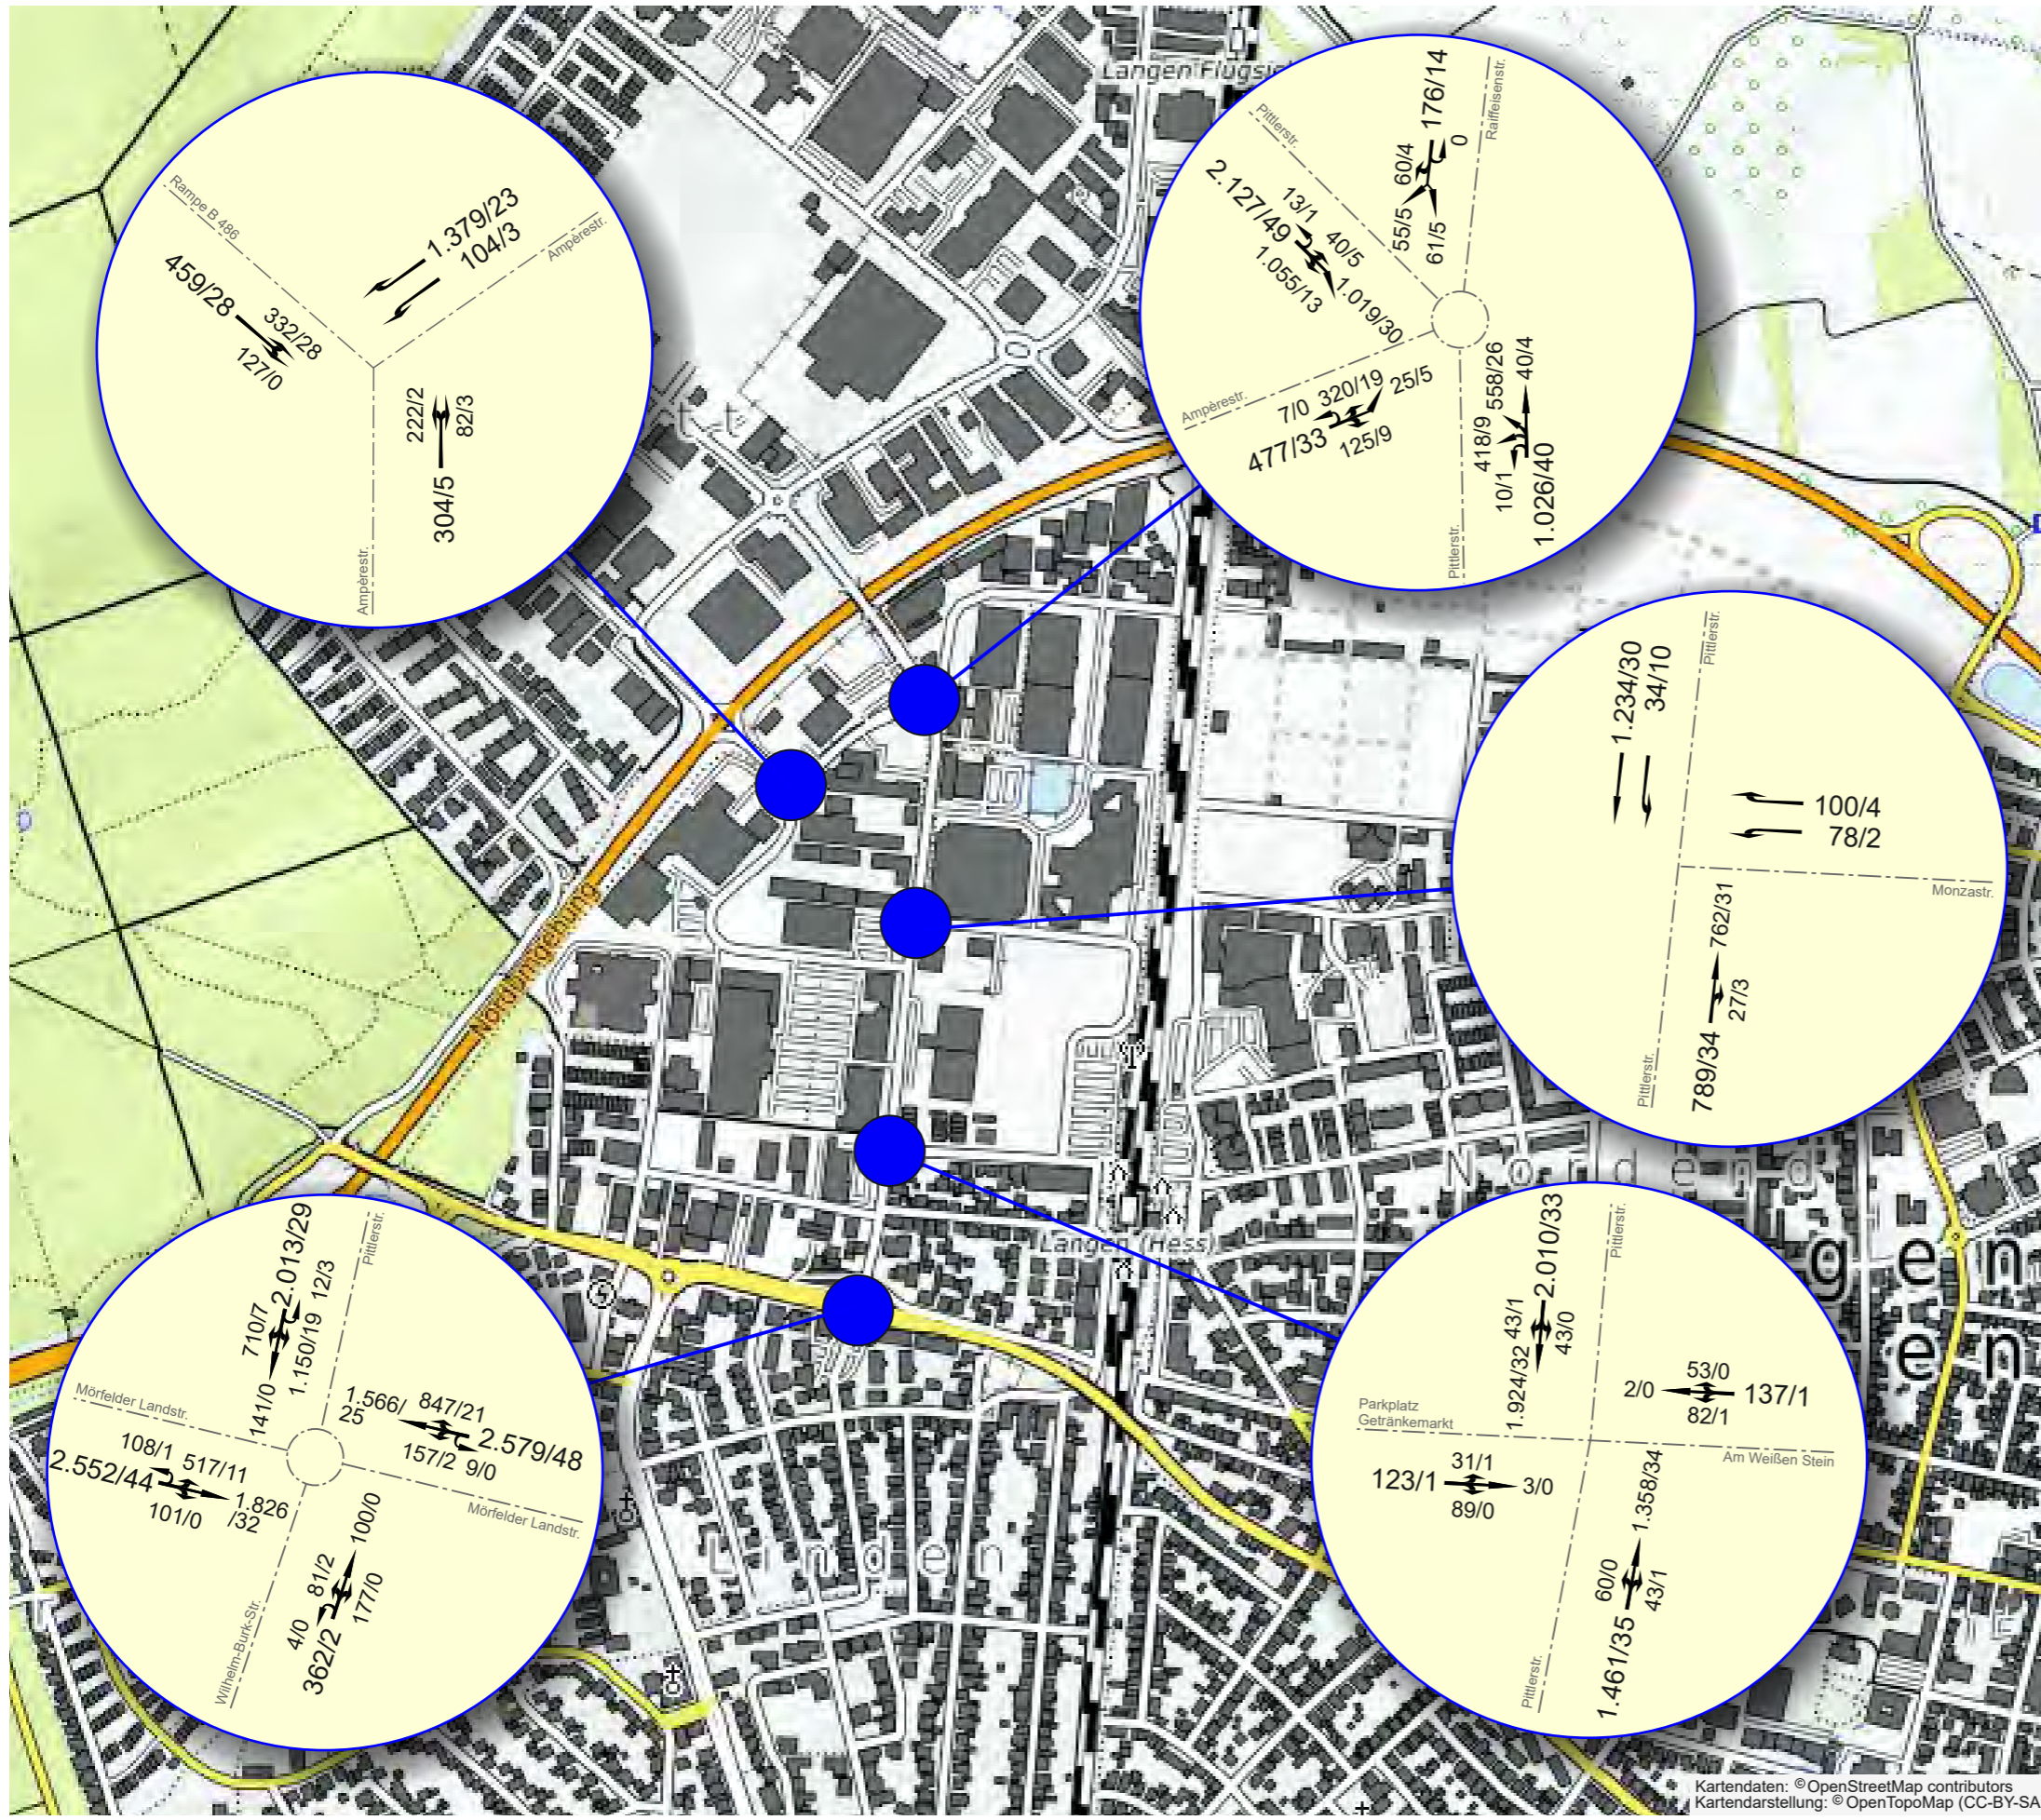 Langen Flugsi
Rampe B 486
1.379/23
104/3
Ampèrestr.
459/28
332/28
127/0
222/2
82/3
304/5
Ampèrestr.
Pittlerstr.
Raiffeisenstr.
176/14
0
60/4
55/5
61/5
2.127/49
13/1
40/5
1.055/13
1.019/30
Ampèrestr.
7/0
320/19
25/5
477/33
125/9
418/9
558/26
40/4
10/1
1.026/40
Pittlerstr.
Pittlerstr.
1.234/30
34/10
100/4
78/2
Monzastr.
762/31
27/3
789/34
Pittlerstr.
Nordumgehung
Norden
Langen (Hess)
gen
en
Linden
2.013/29
Pittlerstr.
710/7
12/3
1.150/19
141/0
Mörfelder Landstr.
1.566/
25
847/21
2.579/48
157/2
9/0
108/1
517/11
2.552/44
101/0
1.826
/32
Mörfelder Landstr.
100/0
81/2
4/0
177/0
362/2
Wilhelm-Burk-Str.
2.010/33
Pittlerstr.
43/1
43/0
1.924/32
53/0
2/0
137/1
82/1
Parkplatz
Getränkemarkt
Am Weißen Stein
31/1
123/1
3/0
89/0
1.358/34
60/0
43/1
1.461/35
Pittlerstr.
Kartendaten: © OpenStreetMap contributors
Kartendarstellung: © OpenTopoMap (CC-BY-SA